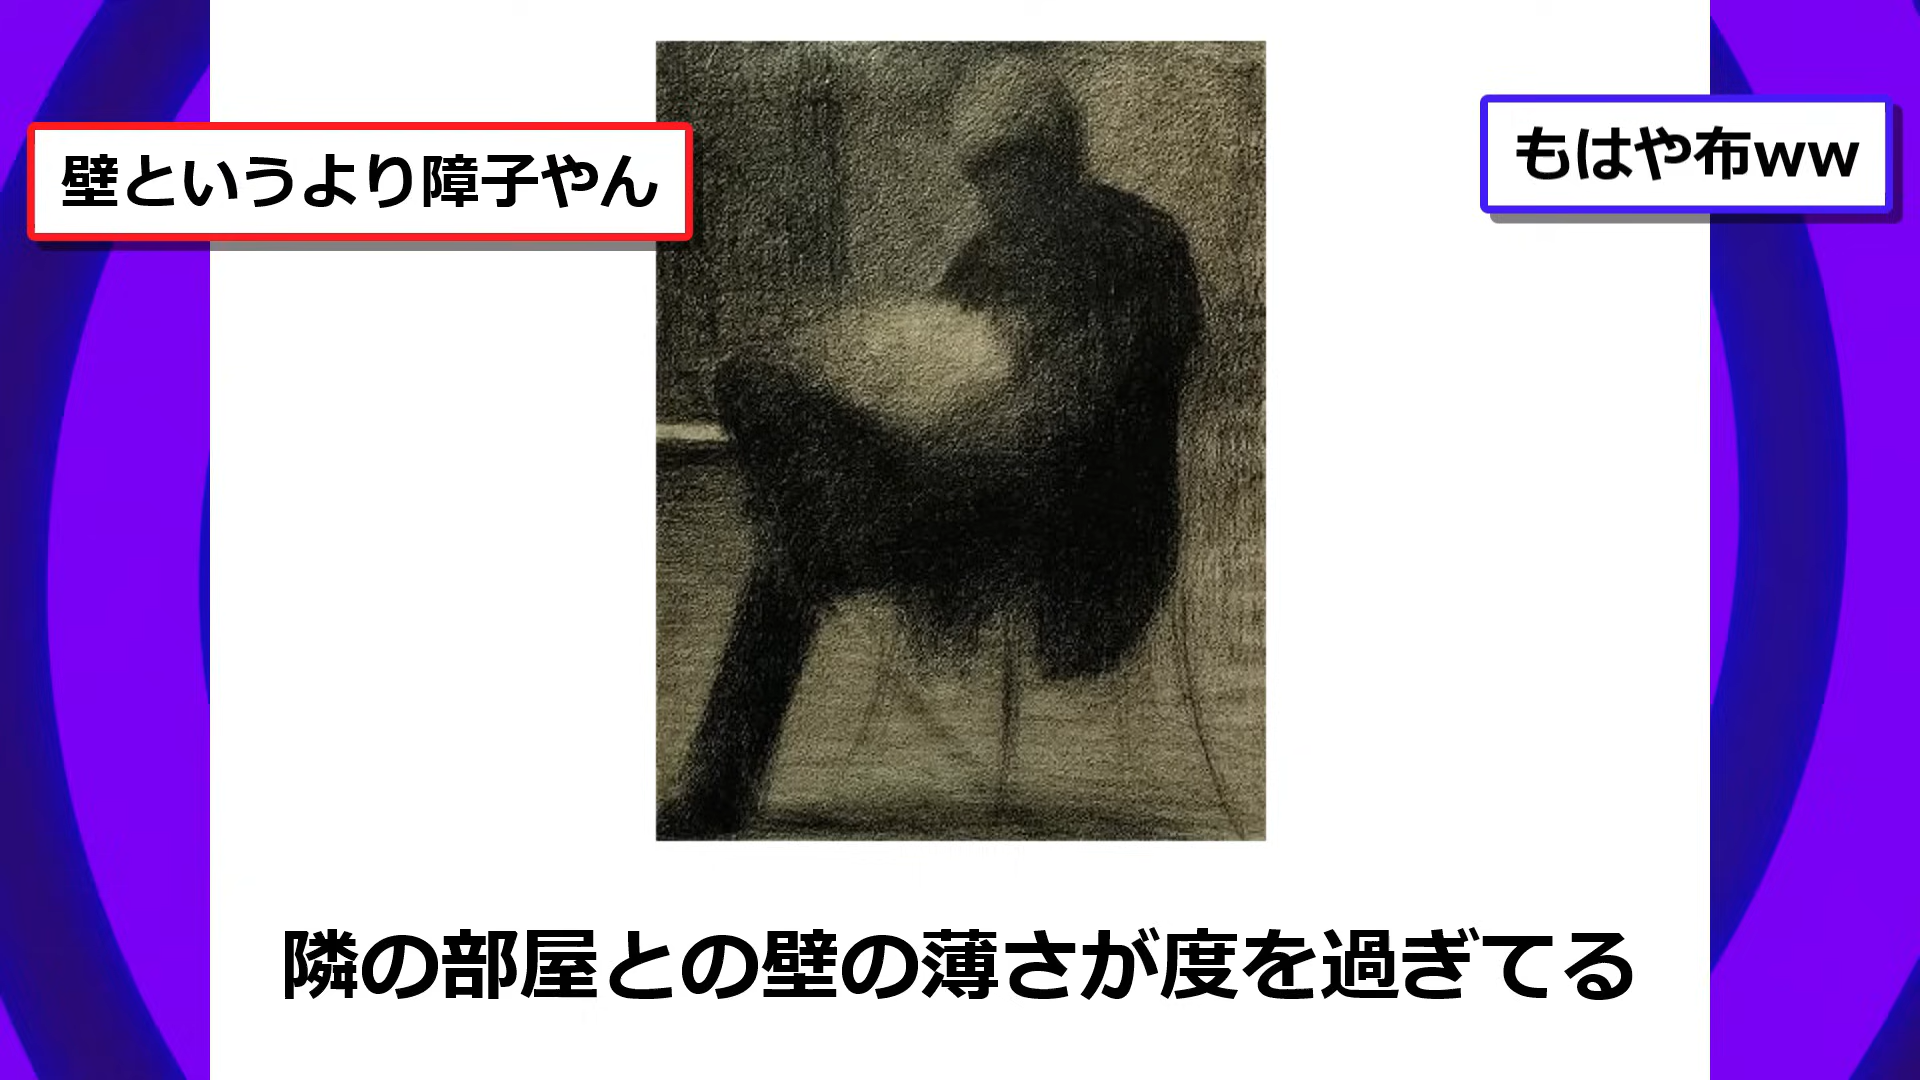 壁というより障子やん
もはや布ww
隣の部屋との壁の薄さが度を過ぎてる